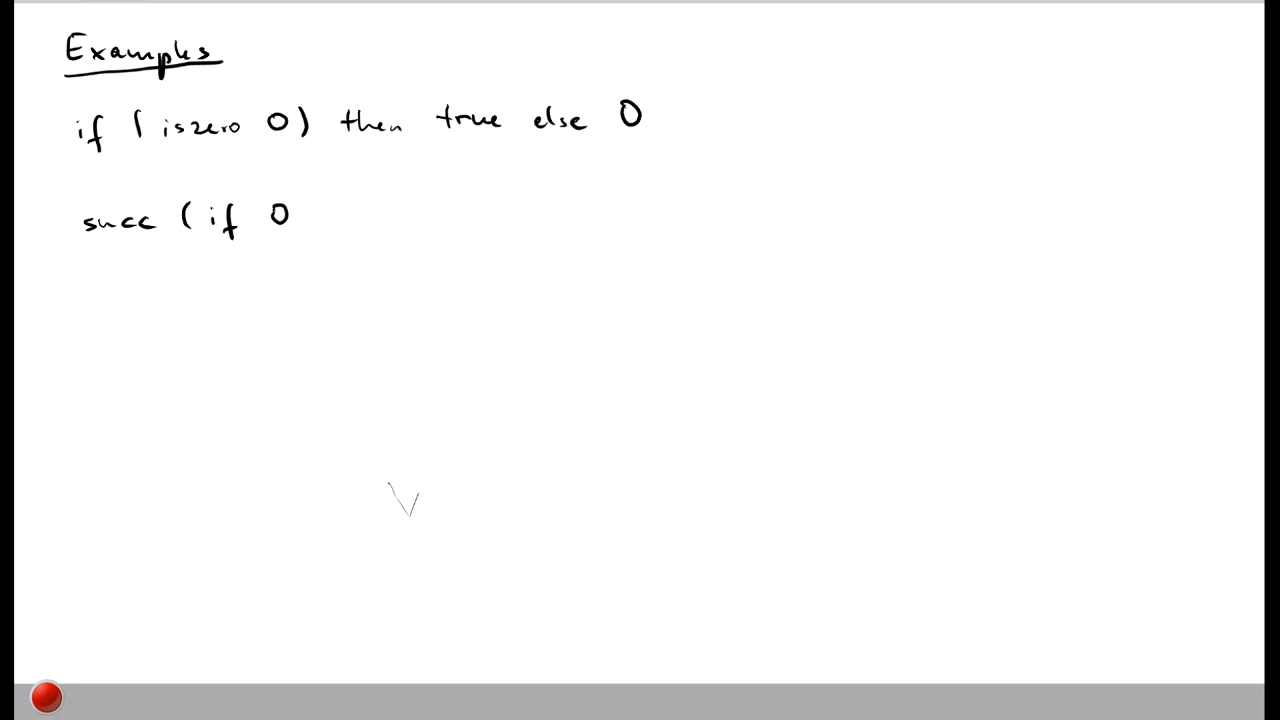 Examples
if (iszero 0) then true else 0
succ (if 0